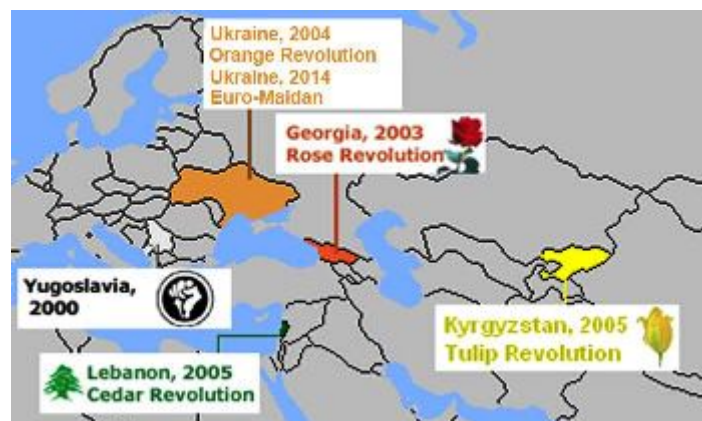 Ukraine, 2004
Orange Revolution
Ukraine, 2014
Euro-Maidan
Georgia, 2003
Rose Revolution
Yugoslavia,
2000
Kyrgyzstan, 2005
Tulip Revolution
Lebanon, 2005
Cedar Revolution